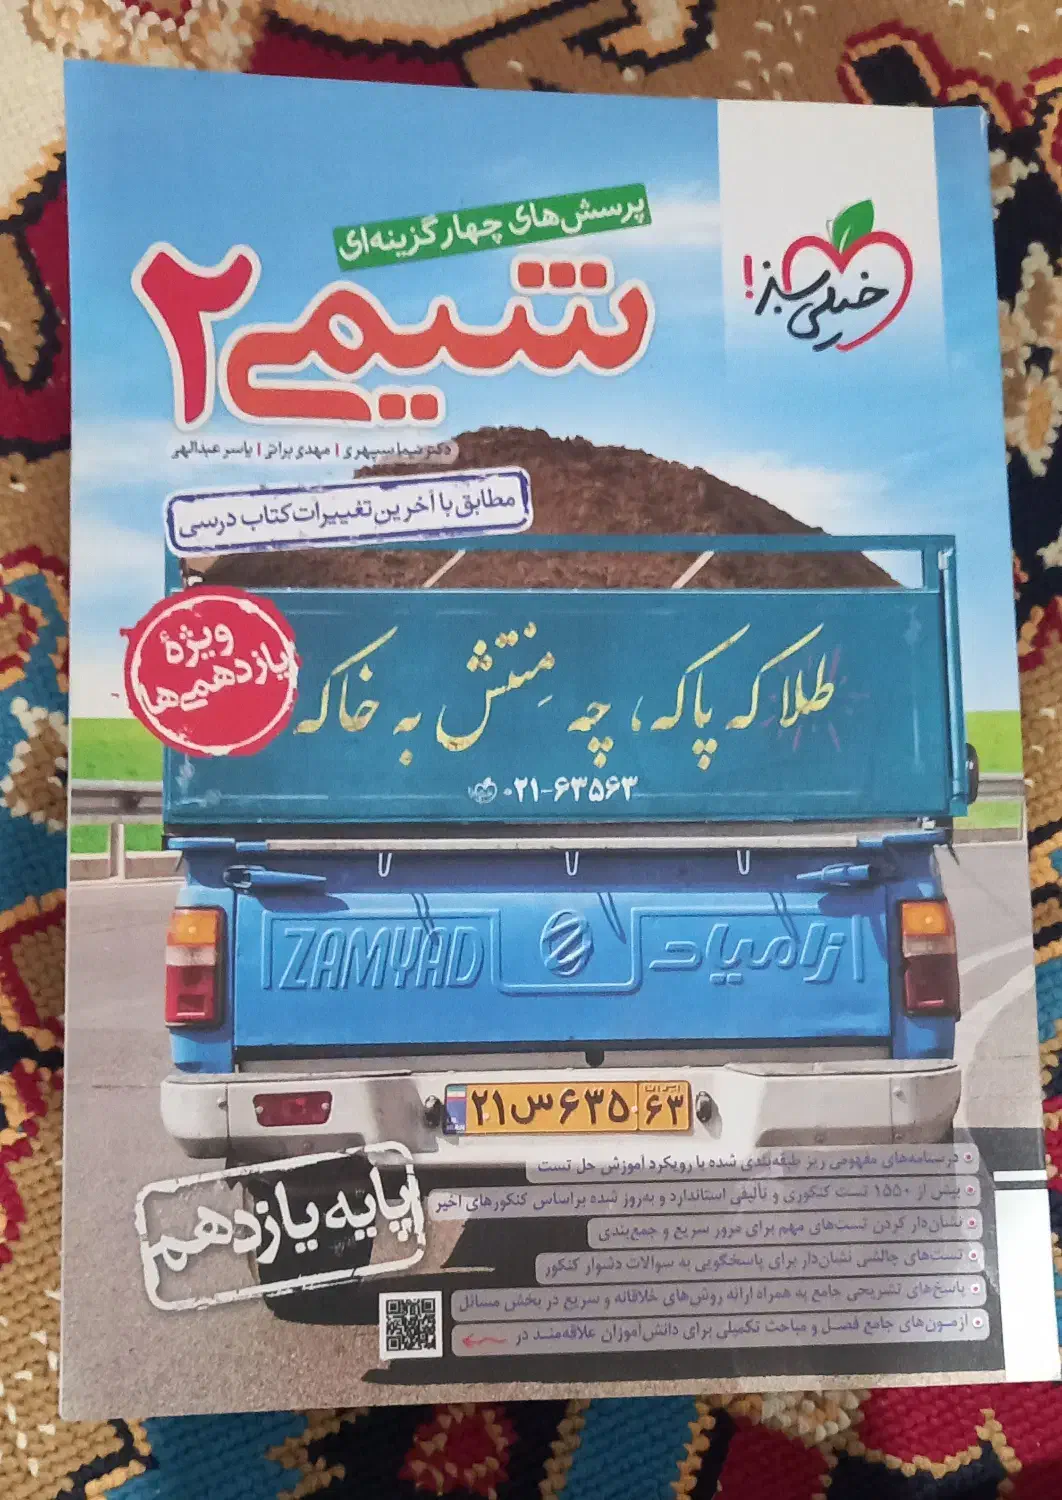 خیلی سبز!
پرسش‌های چهارگزینه‌ای
شیمی ۲
دکتر نیما سپهری | مهدی براتی | یاسر عبدالهی
مطابق با آخرین تغییرات کتاب درسی
ویژهٔ
یازدهمی‌ها
طلا که پاکه، چه مِنتش به خاکه
۰۲۱-۶۳۵۶۳
ZAMYAD زامیاد
ایران
۲۱ س ۶۳۵ ۶۳
پایه یازدهم
درسنامه‌های مفهومی ریز طبقه‌بندی شده با رویکرد آموزش حل تست
بیش از ۱۵۵۰ تست کنکوری و تألیفی استاندارد و به‌روز شده براساس کنکورهای اخیر
نشان‌دار کردن تست‌های مهم برای مرور سریع و جمع‌بندی
تست‌های چالشی نشان‌دار برای پاسخگویی به سوالات دشوار کنکور
پاسخ‌های تشریحی جامع به همراه ارائه روش‌های خلاقانه و سریع در بخش مسائل
آزمون‌های جامع فصل و مباحث تکمیلی برای دانش‌آموزان علاقه‌مند در